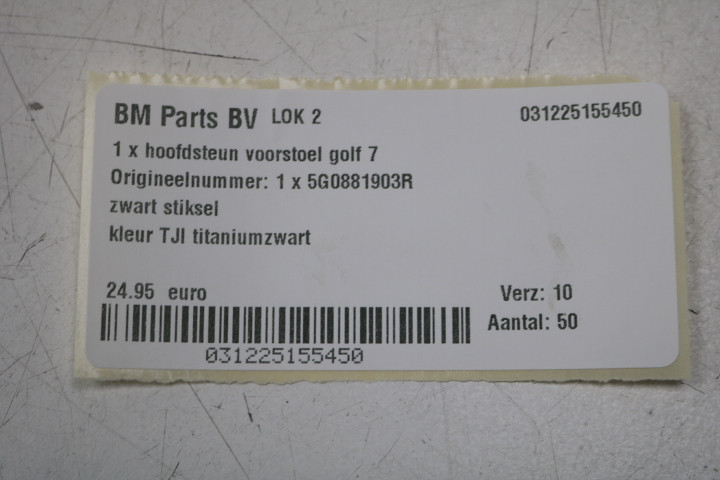 BM Parts BV LOK 2 031225155450
1 x hoofdsteun voorstoel golf 7
Origineelnummer: 1 x 5G0881903R
zwart stiksel
kleur TJI titaniumzwart
24.95 euro Verz: 10
Aantal: 50
031225155450